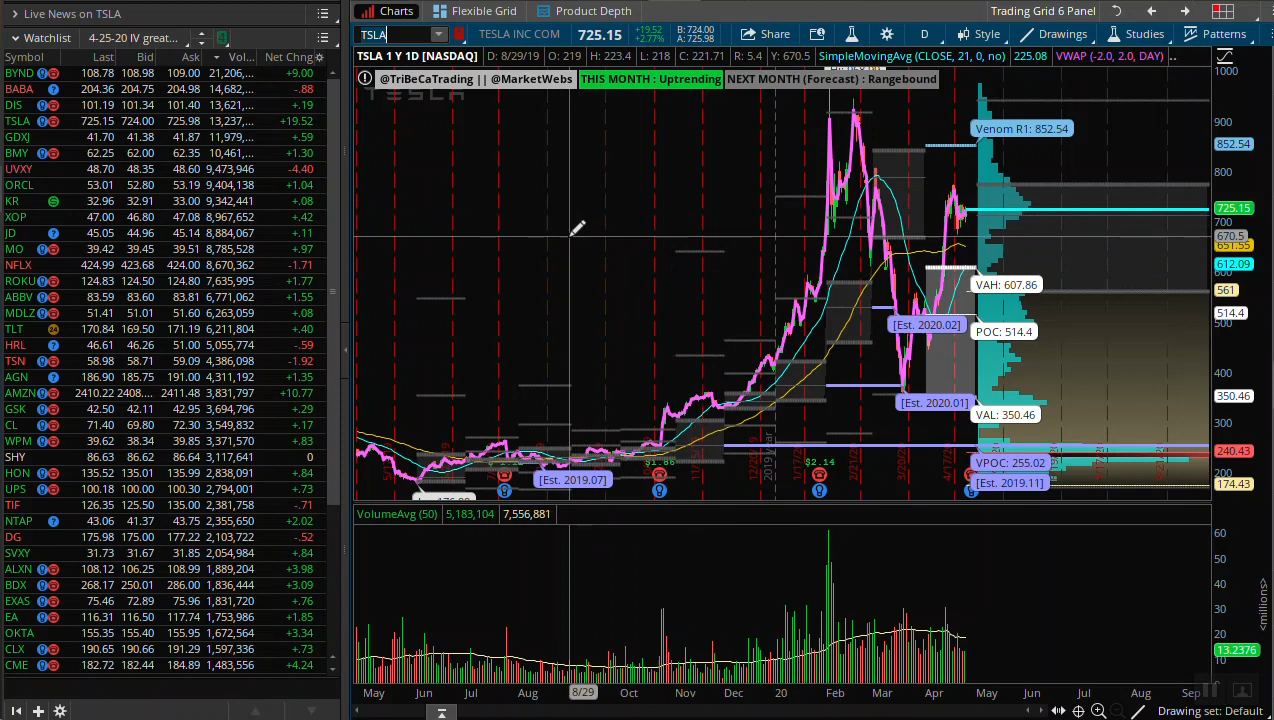 > Live News on TSLA
Charts
Flexible Grid
Product Depth
Trading Grid 6 Panel
Watchlist
4-25-20 IV great...
4
TSLA
TESLA INC COM
725.15
+19.52
+2.77%
B: 724.00
A: 725.98
Share
D
Style
Drawings
Studies
Patterns
Symbol Last Bid Ask Vol... Net Chng
BYND 108.78 108.98 109.00 21,206,... +9.00
BABA 204.36 204.75 204.98 14,682,... -.88
DIS 101.19 101.34 101.40 13,621,... +.19
TSLA 725.15 724.00 725.98 13,237,... +19.52
GDXJ 41.70 41.38 41.87 11,979,... +.59
BMY 62.25 62.00 62.35 10,461,... +1.30
UVXY 48.70 48.35 48.60 9,473,946 -4.40
ORCL 53.01 52.80 53.19 9,404,138 +1.04
KR 32.96 32.91 33.00 9,342,441 +.08
XOP 47.00 46.80 47.08 8,967,652 +.42
JD 45.04 45.02 45.14 8,884,067 +.11
MO 39.42 39.45 39.51 8,785,528 +.97
NFLX 424.99 423.68 424.04 8,670,362 -1.71
ROKU 124.83 124.50 124.80 7,635,995 +1.77
ABBV 83.59 83.60 83.81 6,771,062 +1.55
MDLZ 51.41 51.01 51.60 6,263,059 +.08
TLT 170.84 169.50 171.19 6,211,804 +.40
HRL 46.61 46.26 51.00 5,055,774 -.59
TSN 58.98 58.71 59.09 4,386,098 -1.92
AGN 186.90 185.75 191.00 4,311,192 +1.35
AMZN 2410.22 2408.... 2411.48 3,831,797 +10.77
GSK 42.50 42.11 42.95 3,694,796 +.29
CL 71.40 69.80 72.30 3,549,832 +.17
WPM 39.62 38.34 39.68 3,371,570 +.83
SHY 86.63 86.62 86.64 3,117,641 0
HON 135.52 135.01 139.99 2,538,091 +.84
UPS 100.18 100.00 100.30 2,794,001 +.73
TIF 126.35 125.50 135.00 2,381,758 -.71
NTAP 43.06 41.37 43.75 2,355,650 +2.02
DG 175.98 175.00 177.22 2,103,722 -.52
SVXY 31.73 31.67 31.85 2,054,984 +.84
ALXN 108.12 106.25 108.99 1,889,204 +3.98
BDX 268.17 250.01 286.00 1,836,444 +3.09
EXAS 75.46 72.89 75.96 1,831,720 +.76
EA 116.31 116.50 117.74 1,753,986 +1.85
OKTA 155.35 155.40 155.95 1,672,564 +3.34
CLX 190.65 190.66 191.29 1,597,336 +.73
CME 182.72 182.44 184.89 1,483,556 +4.24
TSLA 1 Y 1D [NASDAQ] D: 8/29/19 O: 219 H: 223.4 L: 218 C: 221.71 R: 5.4 Y: 670.5 SimpleMovingAvg (CLOSE, 21, 0, no) 225.08 VWAP (-2.0, 2.0, DAY) ..
@TriBeCaTrading || @MarketWebs THIS MONTH : Uptrending NEXT MONTH (Forecast) : Rangebound
TESLA
Venom R1: 852.54
VAH: 607.86
[Est. 2020.02]
POC: 514.4
[Est. 2020.01]
VAL: 350.46
VPOC: 255.02
[Est. 2019.07]
[Est. 2019.11]
$1.86
$2.14
1000
900
852.54
800
725.15
700
670.5
651.55
612.09
600
561
514.4
500
400
350.46
300
240.43
200
174.43
VolumeAvg (50) 5,183,104 7,556,881
60
50
40
30
20
13.2376
10
<millions>
May Jun Jul Aug 8/29 Oct Nov Dec 20 Feb Mar Apr May Jun Jul Aug Sep
Drawing set: Default